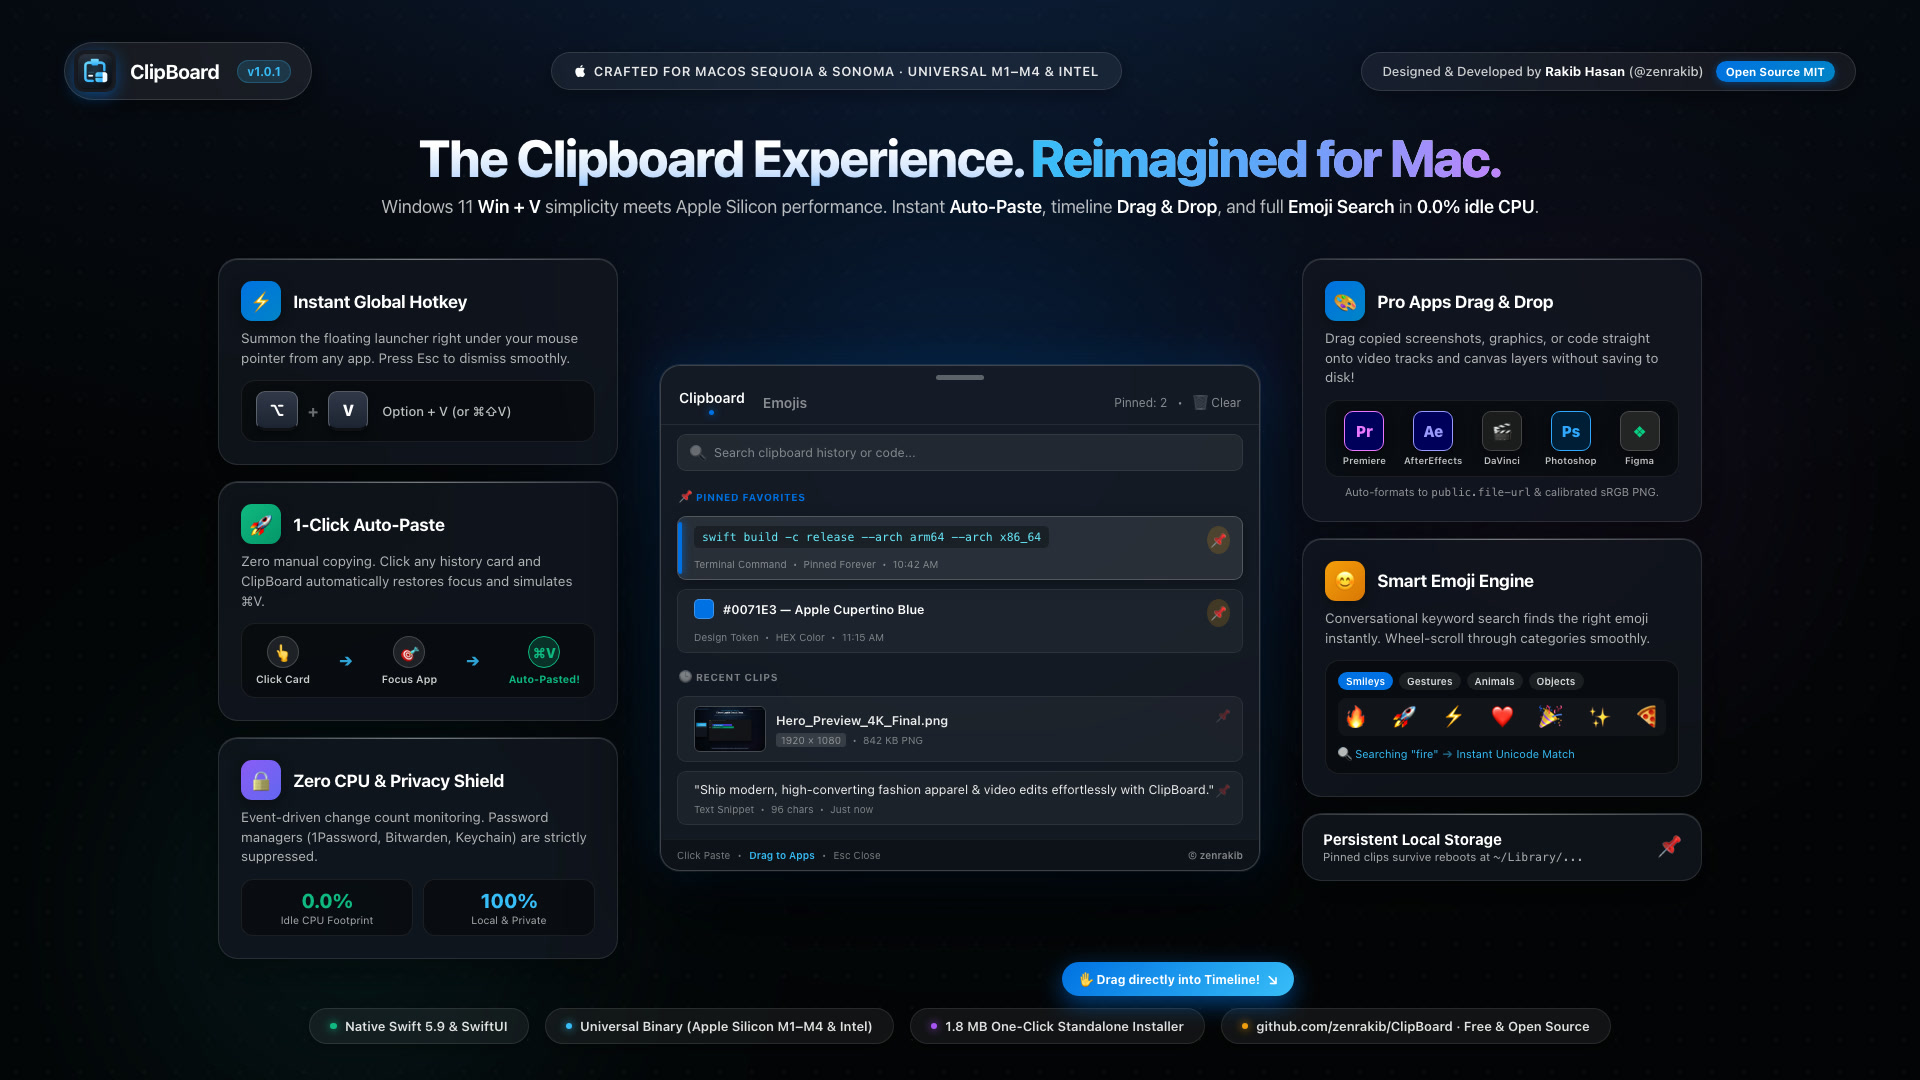 ClipBoard v1.0.1
CRAFTED FOR MACOS SEQUOIA & SONOMA · UNIVERSAL M1–M4 & INTEL
Designed & Developed by Rakib Hasan (@zenrakib) Open Source MIT
The Clipboard Experience. Reimagined for Mac.
Windows 11 Win + V simplicity meets Apple Silicon performance. Instant Auto-Paste, timeline Drag & Drop, and full Emoji Search in 0.0% idle CPU.
Instant Global Hotkey
Summon the floating launcher right under your mouse
pointer from any app. Press Esc to dismiss smoothly.
⌥ + V Option + V (or ⌘⇧V)
1-Click Auto-Paste
Zero manual copying. Click any history card and
ClipBoard automatically restores focus and simulates
⌘V.
⌘V
Click Card Focus App Auto-Pasted!
Zero CPU & Privacy Shield
Event-driven change count monitoring. Password
managers (1Password, Bitwarden, Keychain) are strictly
suppressed.
0.0% 100%
Idle CPU Footprint Local & Private
Clipboard Emojis Pinned: 2 • Clear
Search clipboard history or code...
PINNED FAVORITES
swift build -c release --arch arm64 --arch x86_64
Terminal Command • Pinned Forever • 10:42 AM
#0071E3 — Apple Cupertino Blue
Design Token • HEX Color • 11:15 AM
RECENT CLIPS
Hero_Preview_4K_Final.png
1920 × 1080 • 842 KB PNG
"Ship modern, high-converting fashion apparel & video edits effortlessly with ClipBoard."
Text Snippet • 96 chars • Just now
Click Paste • Drag to Apps • Esc Close © zenrakib
Pro Apps Drag & Drop
Drag copied screenshots, graphics, or code straight
onto video tracks and canvas layers without saving to
disk!
Pr Ae Ps
Premiere AfterEffects DaVinci Photoshop Figma
Auto-formats to public.file-url & calibrated sRGB PNG.
Smart Emoji Engine
Conversational keyword search finds the right emoji
instantly. Wheel-scroll through categories smoothly.
Smileys Gestures Animals Objects
Searching "fire" → Instant Unicode Match
Persistent Local Storage
Pinned clips survive reboots at ~/Library/...
Drag directly into Timeline! ↘
Native Swift 5.9 & SwiftUI
Universal Binary (Apple Silicon M1–M4 & Intel)
1.8 MB One-Click Standalone Installer
github.com/zenrakib/ClipBoard · Free & Open Source